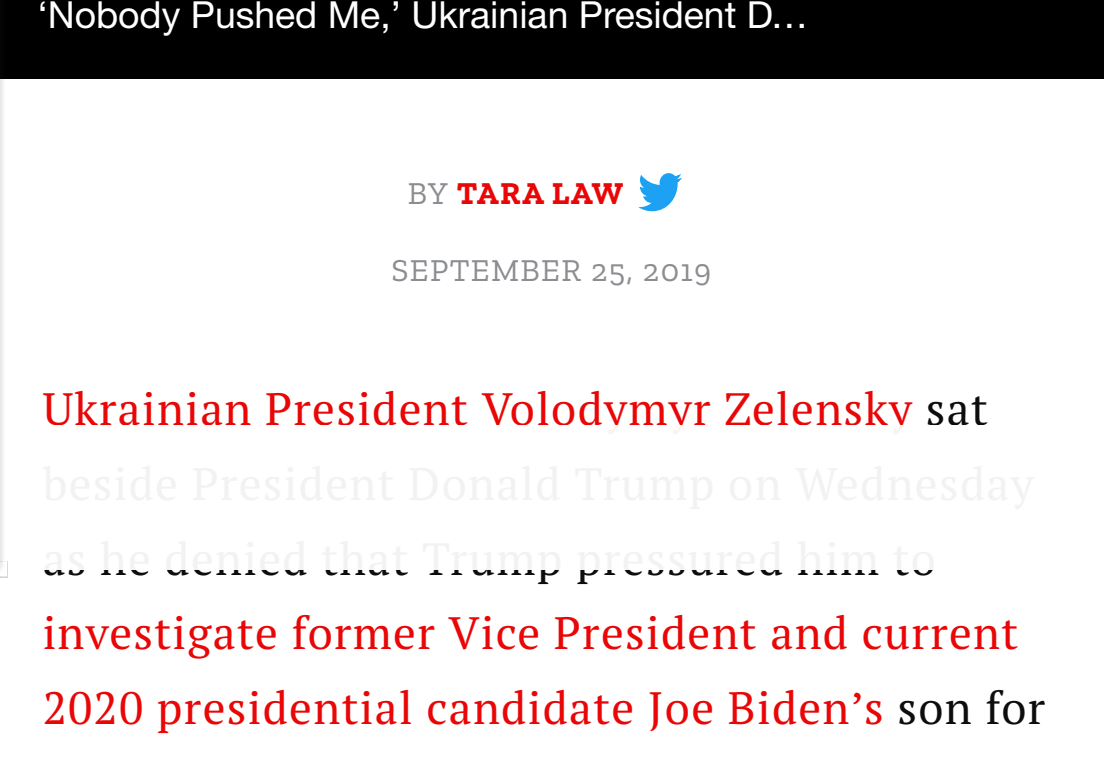 ‘Nobody Pushed Me,’ Ukrainian President D…
BY TARA LAW
SEPTEMBER 25, 2019
Ukrainian President Volodymyr Zelensky sat
beside President Donald Trump on Wednesday
as he denied that Trump pressured him to
investigate former Vice President and current
2020 presidential candidate Joe Biden’s son for